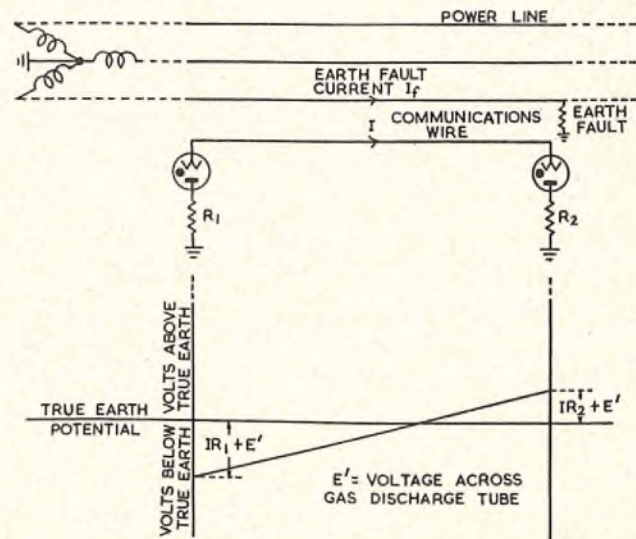 POWER LINE
EARTH FAULT
CURRENT If
EARTH
FAULT
I
COMMUNICATIONS
WIRE
R1
R2
VOLTS ABOVE
TRUE EARTH
TRUE EARTH
POTENTIAL
IR1+E'
IR2+E'
VOLTS BELOW
TRUE EARTH
E'= VOLTAGE ACROSS
GAS DISCHARGE TUBE